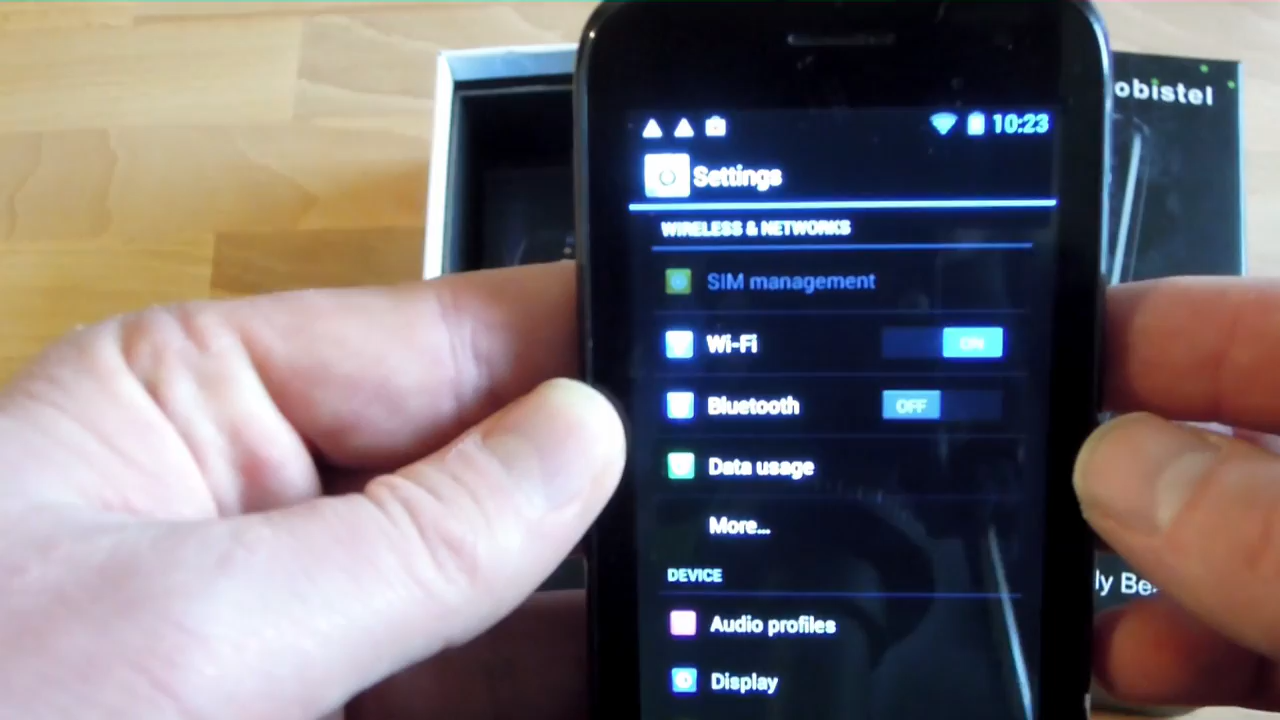 obistel
10:23
Settings
WIRELESS & NETWORKS
SIM management
Wi-Fi ON
Bluetooth OFF
Data usage
More...
DEVICE
ly Be
Audio profiles
Display